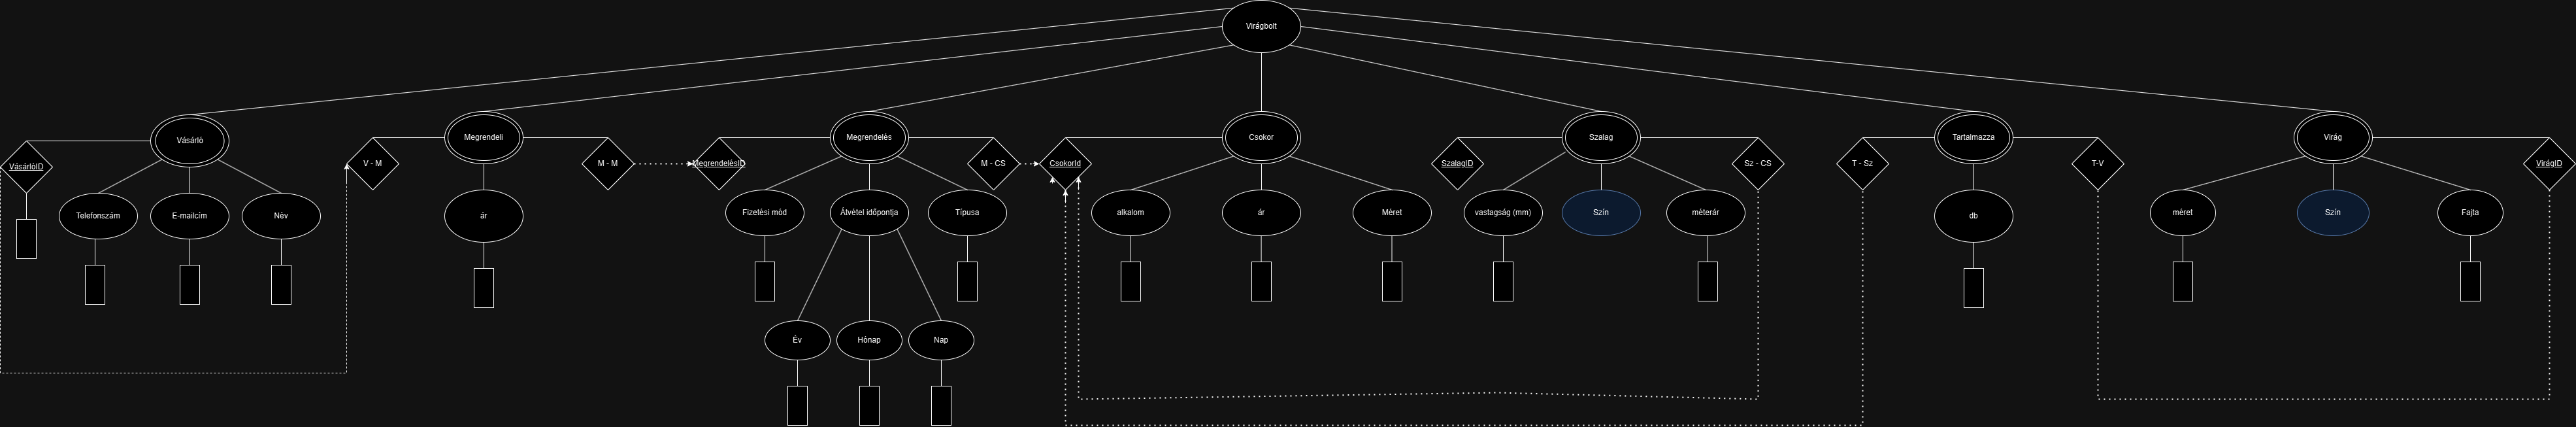 Virágbolt
Vásárló
Megrendeli
Megrendelés
Csokor
Szalag
Tartalmazza
Virág
VásárlóID
V - M
M - M
MegrendelésID
M - CS
CsokorId
SzalagID
Sz - CS
T - Sz
T-V
VirágID
Telefonszám
E-mailcím
Név
ár
Fizetési mód
Átvétel időpontja
Típusa
alkalom
ár
Méret
vastagság (mm)
Szín
méterár
db
méret
Szín
Fajta
Év
Hónap
Nap